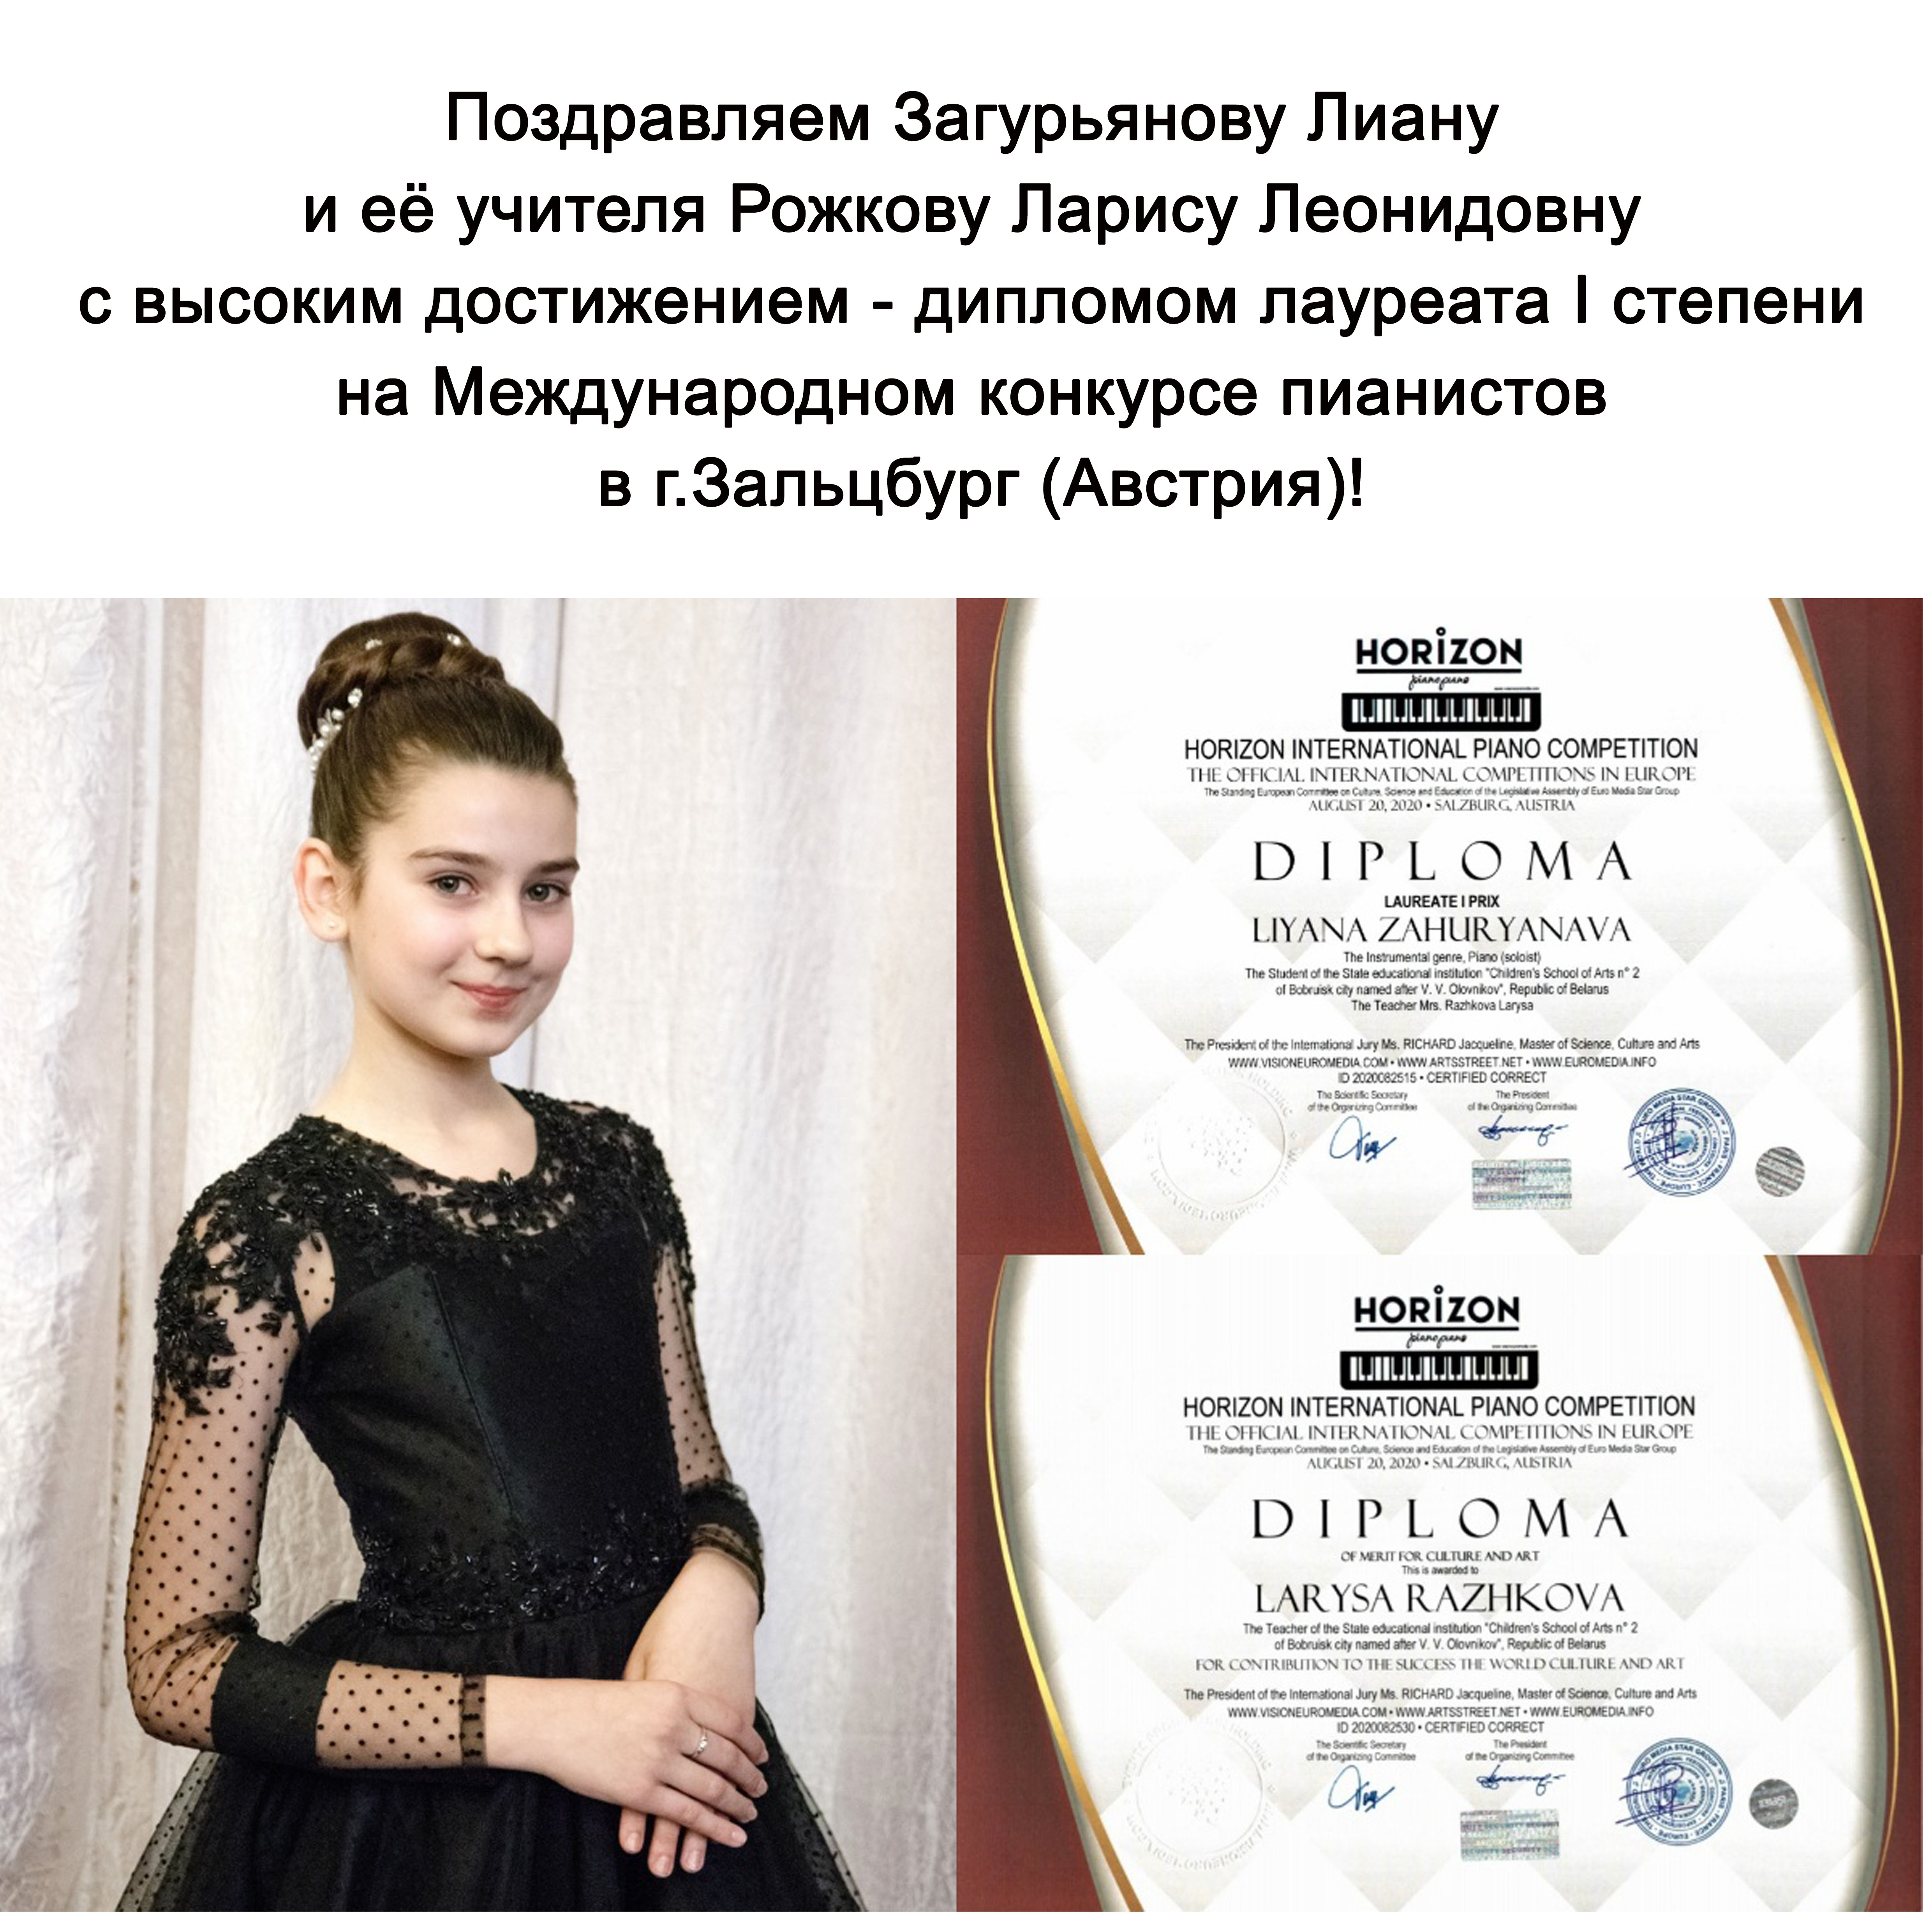 Поздравляем Загурьянову Лиану
и её учителя Рожкову Ларису Леонидовну
с высоким достижением - дипломом лауреата I степени
на Международном конкурсе пианистов
в г.Зальцбург (Австрия)!
HORIZON
HORIZON INTERNATIONAL PIANO COMPETITION
THE OFFICIAL INTERNATIONAL COMPETITIONS IN EUROPE
The Standing European Committee on Culture, Science and Education of the Legislative Assembly of Euro Media Star Group
AUGUST 20, 2020 • SALZBURG, AUSTRIA
DIPLOMA
LAUREATE I PRIX
LIYANA ZAHURYANAVA
The Instrumental genre, Piano (soloist)
The Student of the State educational institution "Children's School of Arts n° 2
of Bobruisk city named after V. V. Olovnikov", Republic of Belarus
The Teacher Mrs. Razhkova Larysa
The President of the International Jury Ms. RICHARD Jacqueline, Master of Science, Culture and Arts
WWW.VISIONEUROMEDIA.COM • WWW.ARTSSTREET.NET • WWW.EUROMEDIA.INFO
ID 2020082515 • CERTIFIED CORRECT
The Scientific Secretary
of the Organizing Committee
The President
of the Organizing Committee
HORIZON
HORIZON INTERNATIONAL PIANO COMPETITION
THE OFFICIAL INTERNATIONAL COMPETITIONS IN EUROPE
The Standing European Committee on Culture, Science and Education of the Legislative Assembly of Euro Media Star Group
AUGUST 20, 2020 • SALZBURG, AUSTRIA
DIPLOMA
OF MERIT FOR CULTURE AND ART
This is awarded to
LARYSA RAZHKOVA
The Teacher of the State educational institution "Children's School of Arts n° 2
of Bobruisk city named after V. V. Olovnikov", Republic of Belarus
FOR CONTRIBUTION TO THE SUCCESS THE WORLD CULTURE AND ART
The President of the International Jury Ms. RICHARD Jacqueline, Master of Science, Culture and Arts
WWW.VISIONEUROMEDIA.COM • WWW.ARTSSTREET.NET • WWW.EUROMEDIA.INFO
ID 2020082530 • CERTIFIED CORRECT
The Scientific Secretary
of the Organizing Committee
The President
of the Organizing Committee